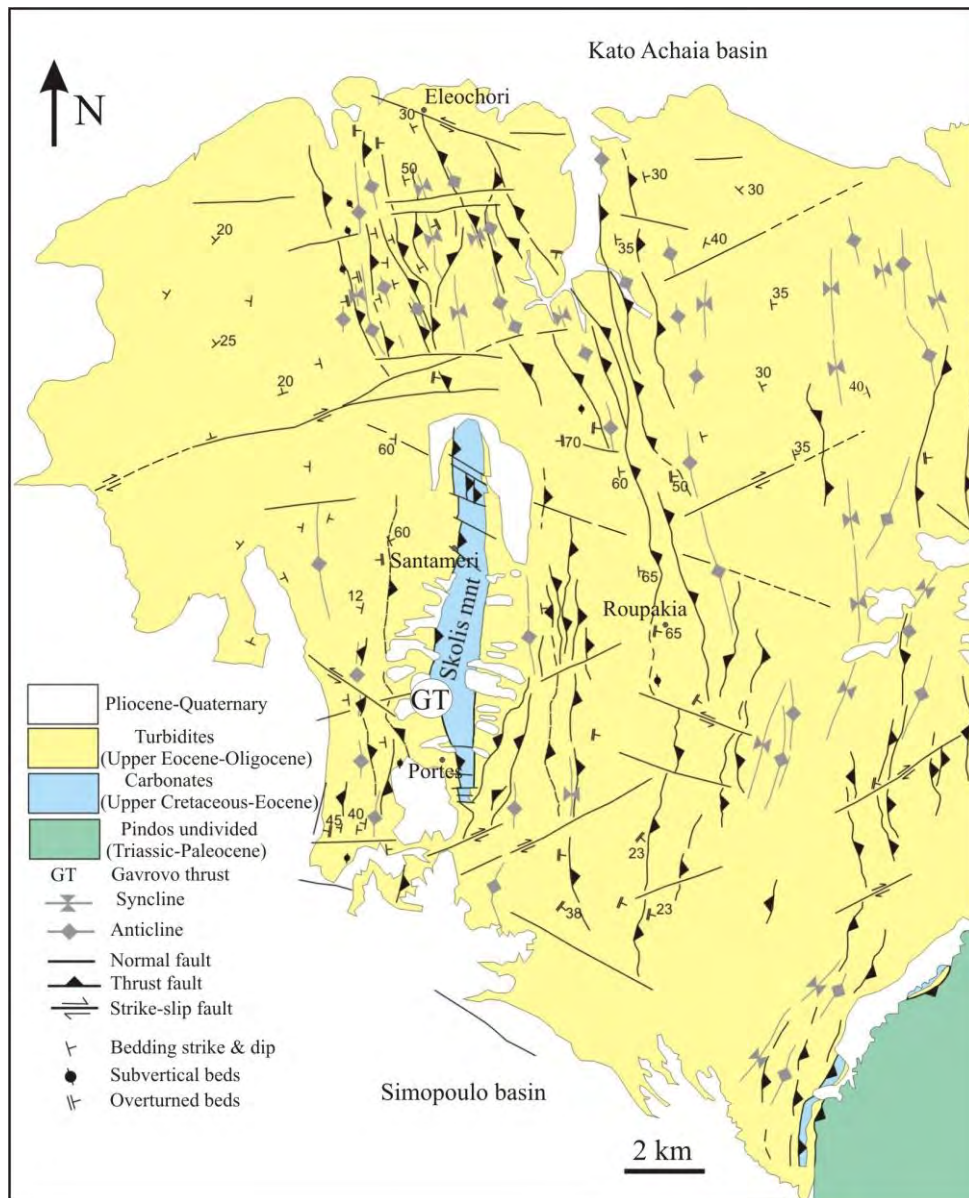 Kato Achaia basin
N
Eleochori
30
50
30
30
20
35
40
35
25
30
40
20
60
70
35
60
50
60
Santameri
65
12
Roupakia
65
Skolis mnt
GT
Portes
45
40
23
38
23
Pliocene-Quaternary
Turbidites
(Upper Eocene-Oligocene)
Carbonates
(Upper Cretaceous-Eocene)
Pindos undivided
(Triassic-Paleocene)
GT Gavrovo thrust
Syncline
Anticline
Normal fault
Thrust fault
Strike-slip fault
Bedding strike & dip
Subvertical beds
Overturned beds
Simopoulo basin
2 km